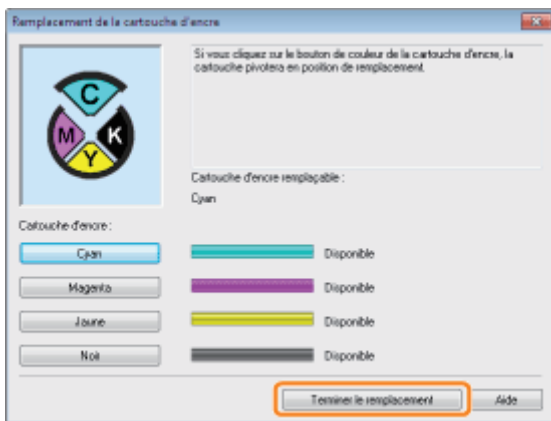 Remplacement de la cartouche d'encre
Si vous cliquez sur le bouton de couleur de la cartouche d'encre, la
cartouche pivotera en position de remplacement.
C
M K
Y
Cartouche d'encre remplaçable :
Cyan
Cartouche d'encre :
Cyan Disponible
Magenta Disponible
Jaune Disponible
Noir Disponible
Terminer le remplacement Aide